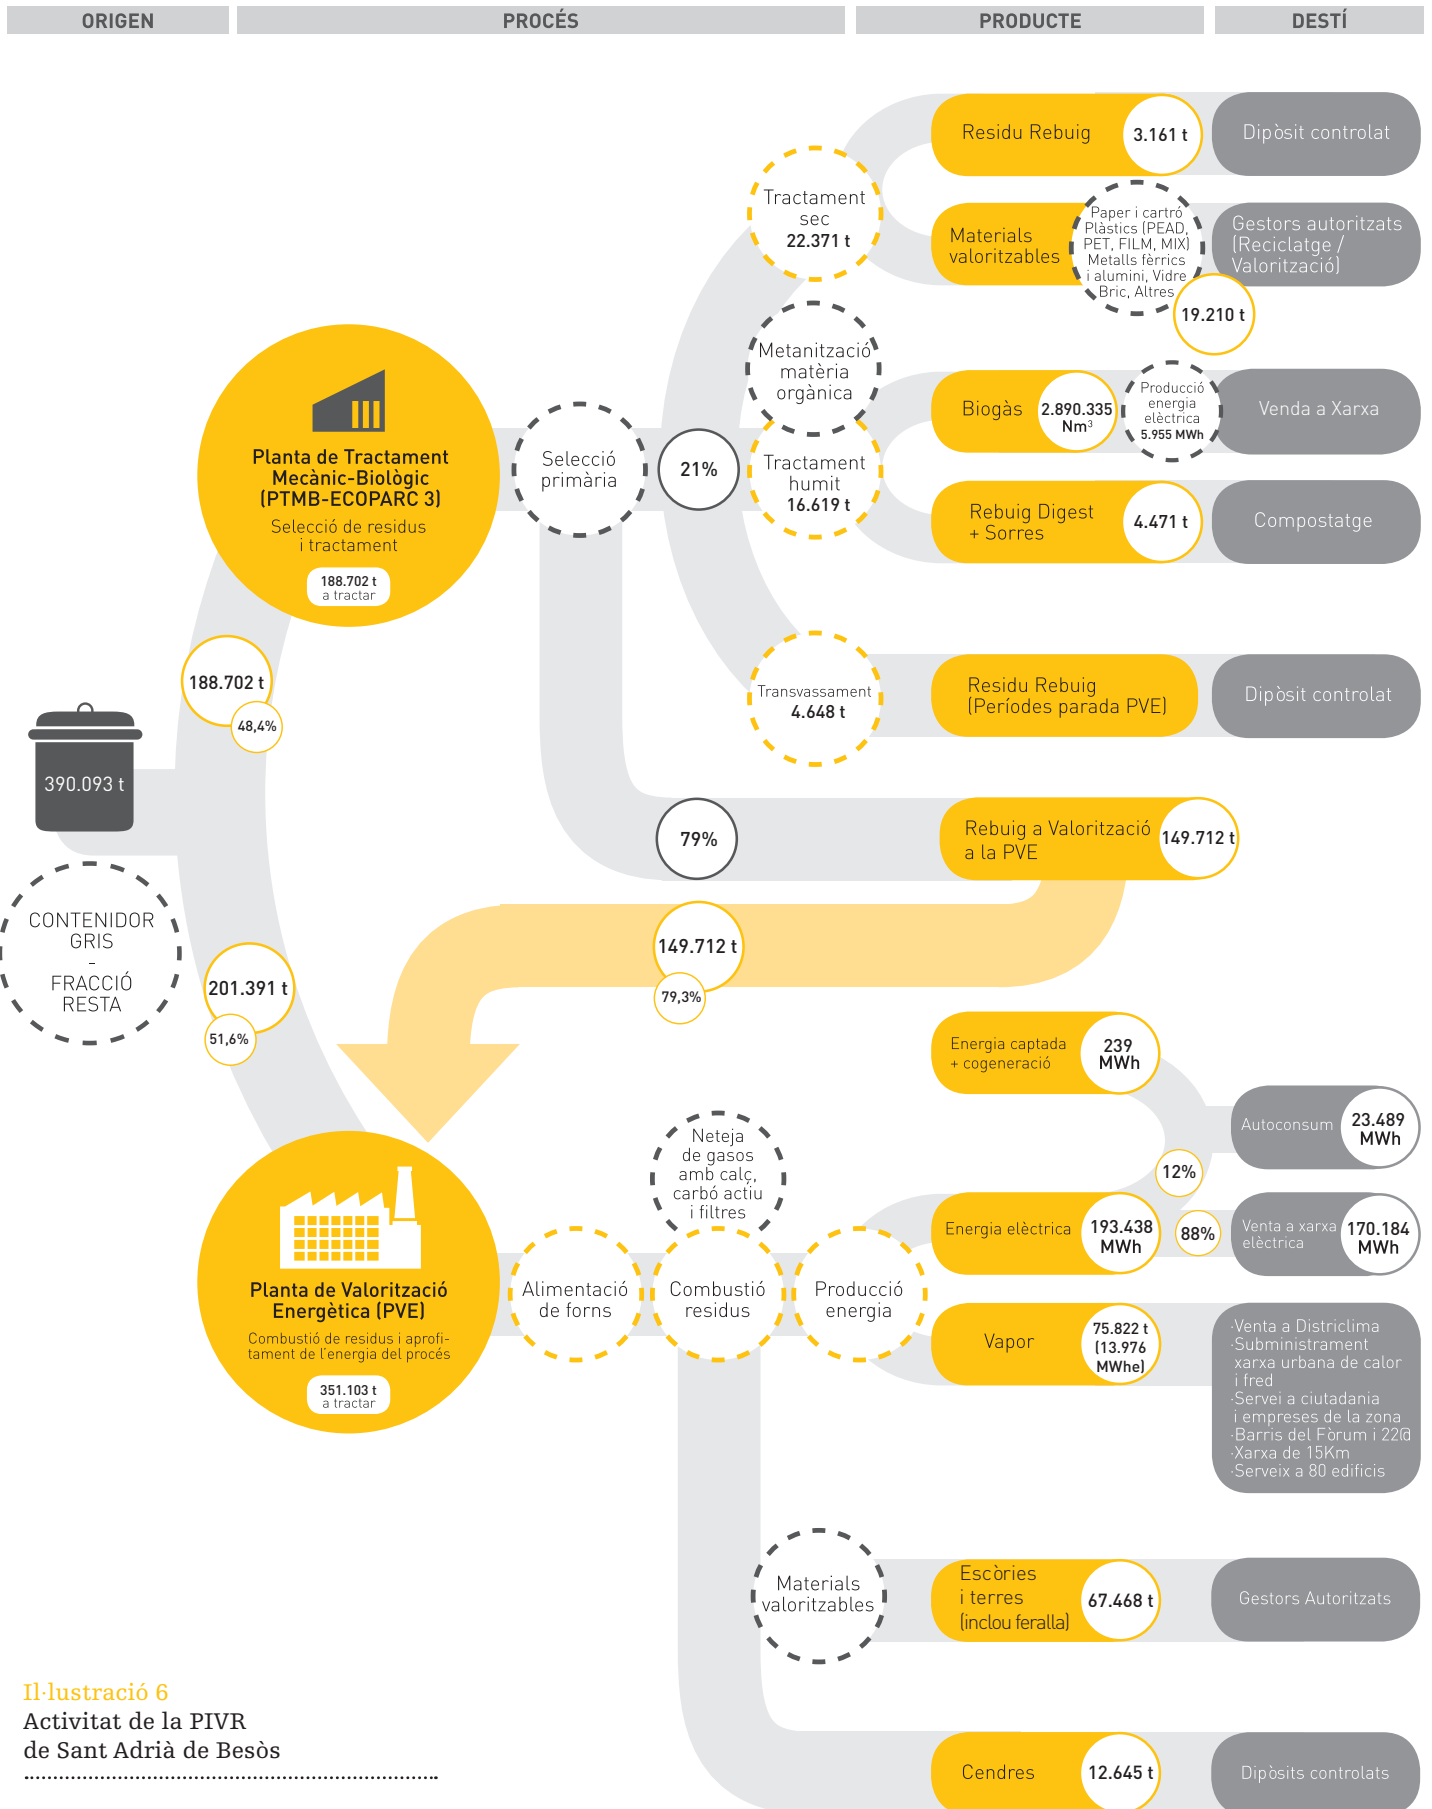 ORIGEN
PROCÉS
PRODUCTE
DESTÍ
Residu Rebuig
3.161 t
Dipòsit controlat
Tractament
sec
22.371 t
Materials
valoritzables
Paper i cartró
Plàstics (PEAD,
PET, FILM, MIX)
Metalls fèrrics
i alumini, Vidre
Bric, Altres
19.210 t
Gestors autoritzats
(Reciclatge /
Valorització)
Metanització
matèria
orgànica
Biogàs
2.890.335
Nm³
Producció
energia
elèctrica
5.955 MWh
Venda a Xarxa
Planta de Tractament
Mecànic-Biològic
(PTMB-ECOPARC 3)
Selecció de residus
i tractament
188.702 t
a tractar
Selecció
primària
21%
Tractament
humit
16.619 t
Rebuig Digest
+ Sorres
4.471 t
Compostatge
188.702 t
48,4%
Transvassament
4.648 t
Residu Rebuig
(Períodes parada PVE)
Dipòsit controlat
390.093 t
79%
Rebuig a Valorització
a la PVE
149.712 t
CONTENIDOR
GRIS
-
FRACCIÓ
RESTA
201.391 t
51,6%
149.712 t
79,3%
Energia captada
+ cogeneració
239
MWh
Autoconsum
23.489
MWh
12%
Neteja
de gasos
amb calç,
carbó actiu
i filtres
Energia elèctrica
193.438
MWh
88%
Venta a xarxa
elèctrica
170.184
MWh
Planta de Valorització
Energètica (PVE)
Combustió de residus i aprofi-
tament de l'energia del procés
351.103 t
a tractar
Alimentació
de forns
Combustió
residus
Producció
energia
Vapor
75.822 t
(13.976
MWhe)
·Venta a Districlima
·Subministrament
xarxa urbana de calor
i fred
·Servei a ciutadania
i empreses de la zona
·Barris del Fòrum i 22@
·Xarxa de 15Km
·Serveix a 80 edificis
Materials
valoritzables
Escòries
i terres
(inclou feralla)
67.468 t
Gestors Autoritzats
Il·lustració 6
Activitat de la PIVR
de Sant Adrià de Besòs
Cendres
12.645 t
Dipòsits controlats